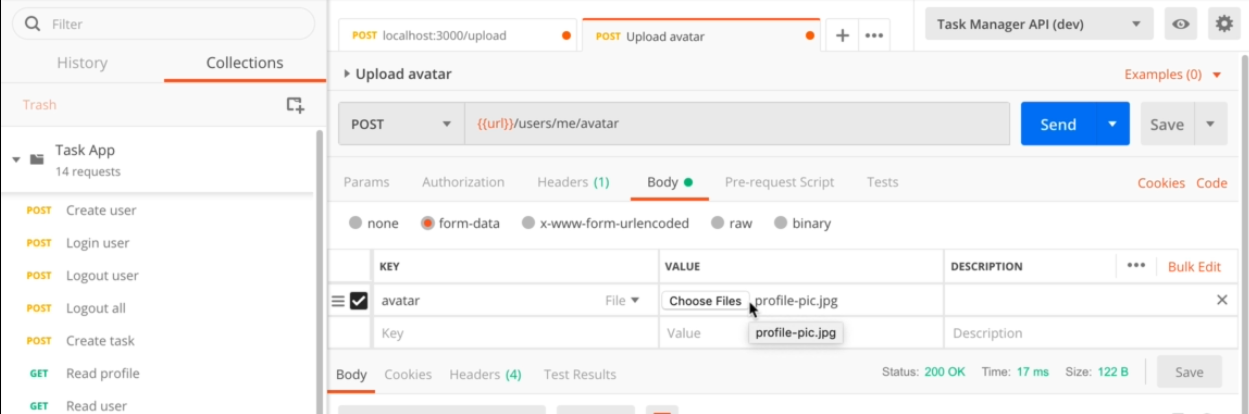 Filter
POST localhost:3000/upload
POST Upload avatar
Task Manager API (dev)
History
Collections
Upload avatar
Examples (0)
Trash
POST
{{url}}/users/me/avatar
Send
Save
Task App
14 requests
Params
Authorization
Headers (1)
Body
Pre-request Script
Tests
Cookies
Code
none
form-data
x-www-form-urlencoded
raw
binary
POST Create user
POST Login user
POST Logout user
POST Logout all
POST Create task
GET Read profile
GET Read user
KEY
VALUE
DESCRIPTION
Bulk Edit
avatar
File
Choose Files
profile-pic.jpg
Key
Value
profile-pic.jpg
Description
Body
Cookies
Headers (4)
Test Results
Status: 200 OK
Time: 17 ms
Size: 122 B
Save